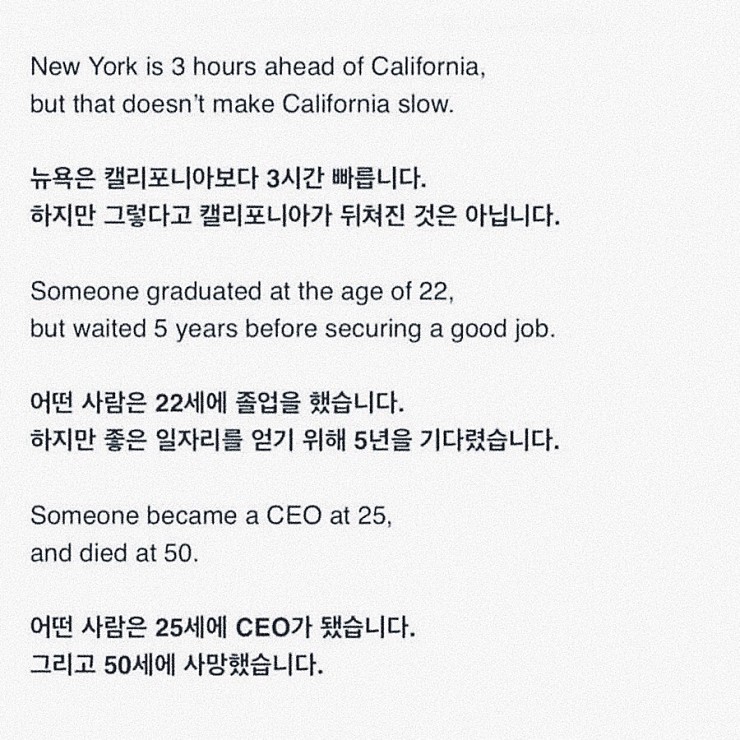 New York is 3 hours ahead of California,
but that doesn’t make California slow.
뉴욕은 캘리포니아보다 3시간 빠릅니다.
하지만 그렇다고 캘리포니아가 뒤쳐진 것은 아닙니다.
Someone graduated at the age of 22,
but waited 5 years before securing a good job.
어떤 사람은 22세에 졸업을 했습니다.
하지만 좋은 일자리를 얻기 위해 5년을 기다렸습니다.
Someone became a CEO at 25,
and died at 50.
어떤 사람은 25세에 CEO가 됐습니다.
그리고 50세에 사망했습니다.